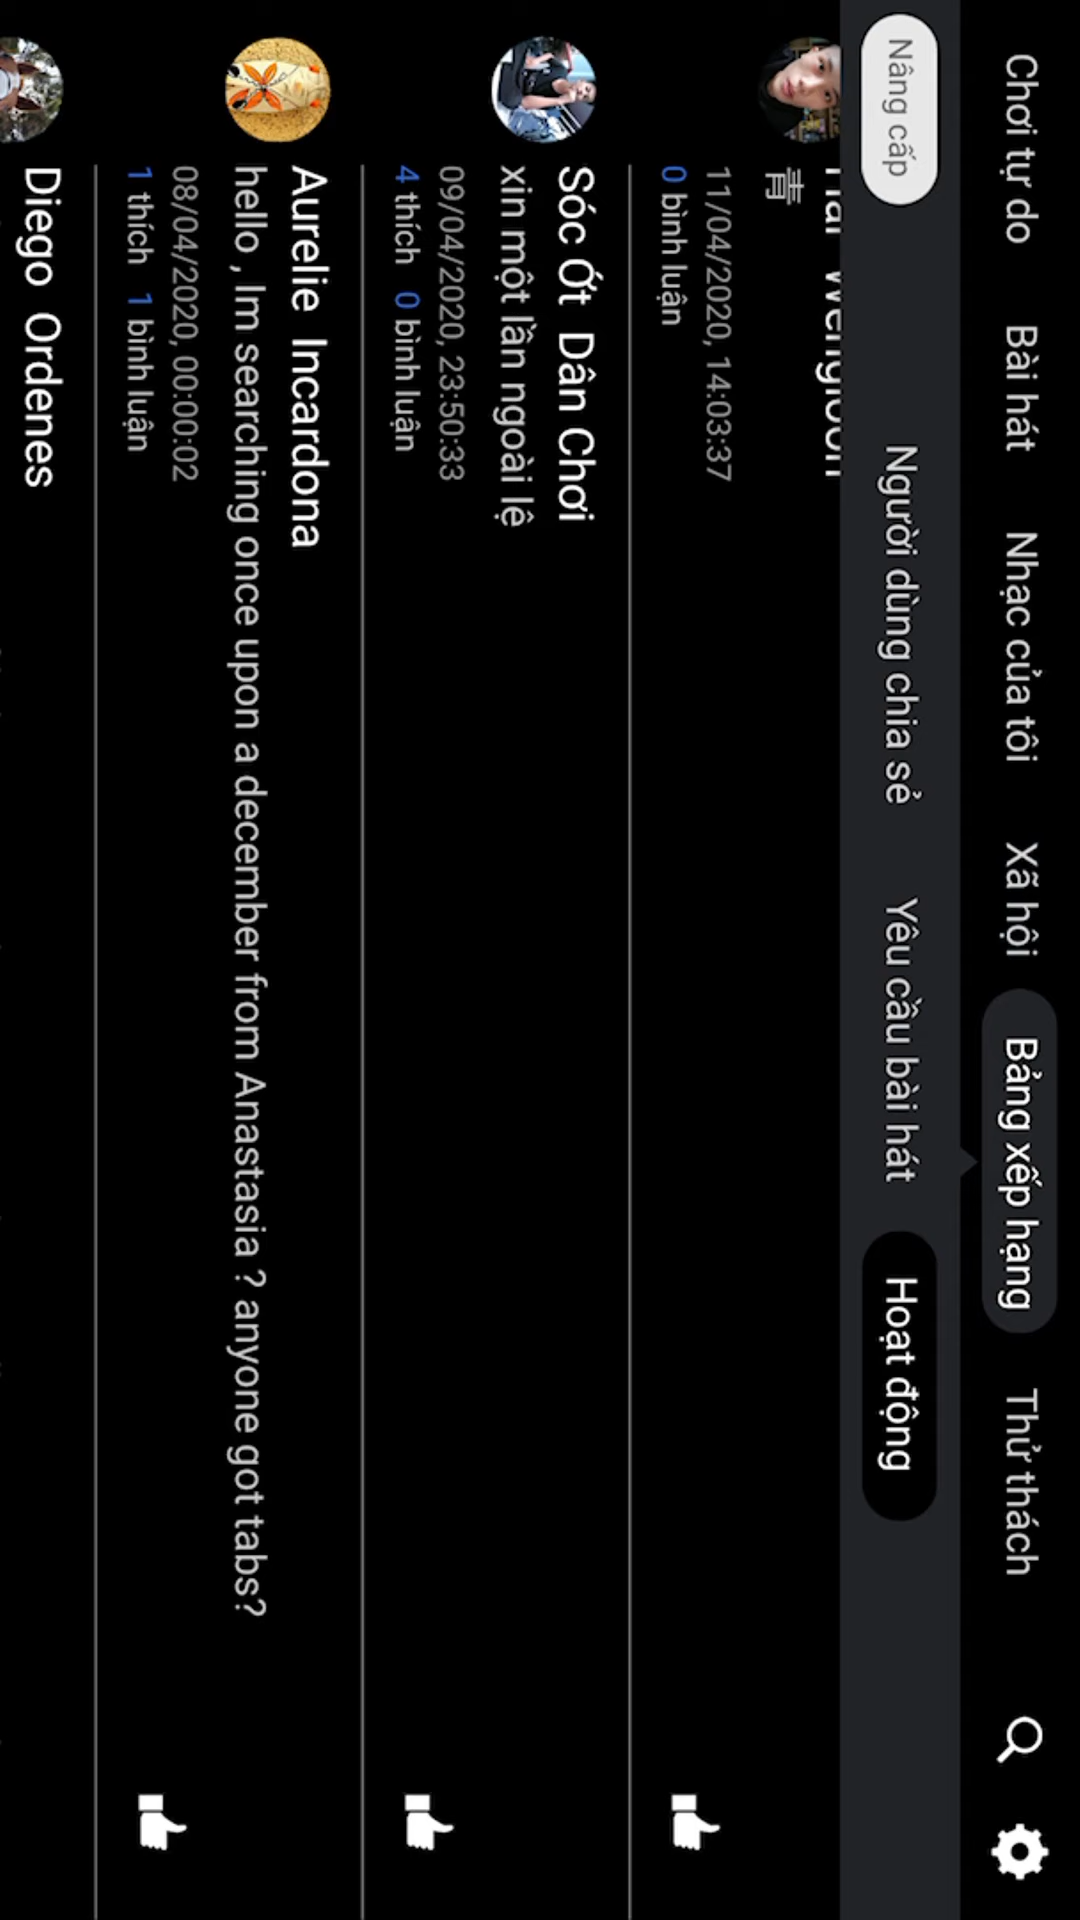 Chơi tự do
Bài hát
Nhạc của tôi
Xã hội
Bảng xếp hạng
Thử thách
Nâng cấp
Người dùng chia sẻ
Yêu cầu bài hát
Hoạt động
青
11/04/2020, 14:03:37
0 bình luận
Sóc Ớt Dân Chơi
xin một lần ngoài lệ
09/04/2020, 23:50:33
4 thích 0 bình luận
Aurelie Incardona
hello , Im searching once upon a december from Anastasia ? anyone got tabs?
08/04/2020, 00:00:02
1 thích 1 bình luận
Diego Ordenes